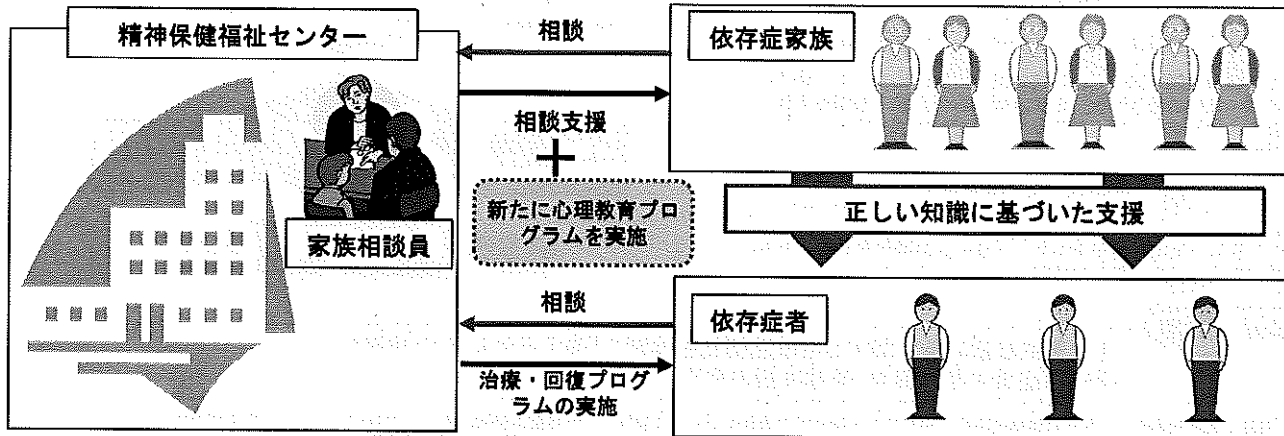 精神保健福祉センター
家族相談員
相談
相談支援
＋
新たに心理教育プロ
グラムを実施
依存症家族
正しい知識に基づいた支援
相談
治療・回復プログ
ラムの実施
依存症者